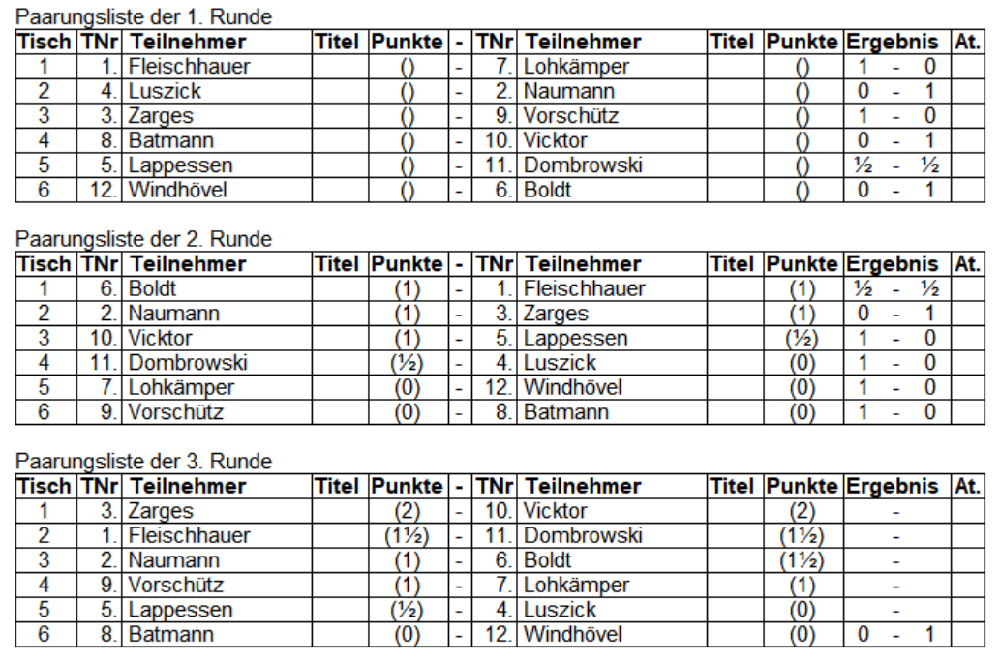 Paarungsliste der 1. Runde
Tisch TNr Teilnehmer Titel Punkte - TNr Teilnehmer Titel Punkte Ergebnis At.
1 1. Fleischhauer () - 7. Lohkämper () 1 - 0
2 4. Luszick () - 2. Naumann () 0 - 1
3 3. Zarges () - 9. Vorschütz () 1 - 0
4 8. Batmann () - 10. Vicktor () 0 - 1
5 5. Lappessen () - 11. Dombrowski () ½ - ½
6 12. Windhövel () - 6. Boldt () 0 - 1
Paarungsliste der 2. Runde
Tisch TNr Teilnehmer Titel Punkte - TNr Teilnehmer Titel Punkte Ergebnis At.
1 6. Boldt (1) - 1. Fleischhauer (1) ½ - ½
2 2. Naumann (1) - 3. Zarges (1) 0 - 1
3 10. Vicktor (1) - 5. Lappessen (½) 1 - 0
4 11. Dombrowski (½) - 4. Luszick (0) 1 - 0
5 7. Lohkämper (0) - 12. Windhövel (0) 1 - 0
6 9. Vorschütz (0) - 8. Batmann (0) 1 - 0
Paarungsliste der 3. Runde
Tisch TNr Teilnehmer Titel Punkte - TNr Teilnehmer Titel Punkte Ergebnis At.
1 3. Zarges (2) - 10. Vicktor (2) -
2 1. Fleischhauer (1½) - 11. Dombrowski (1½) -
3 2. Naumann (1) - 6. Boldt (1½) -
4 9. Vorschütz (1) - 7. Lohkämper (1) -
5 5. Lappessen (½) - 4. Luszick (0) -
6 8. Batmann (0) - 12. Windhövel (0) 0 - 1